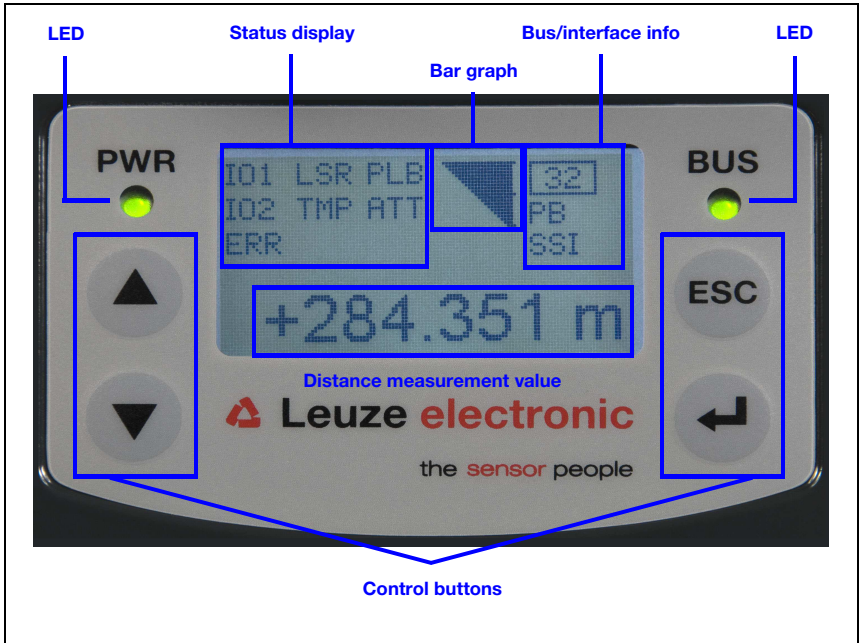 LED Status display Bus/interface info LED
Bar graph
PWR BUS
IO1 LSR PLB 32
IO2 TMP ATT PB
ERR SSI
ESC
+284.351 m
Distance measurement value
Leuze electronic
the sensor people
Control buttons